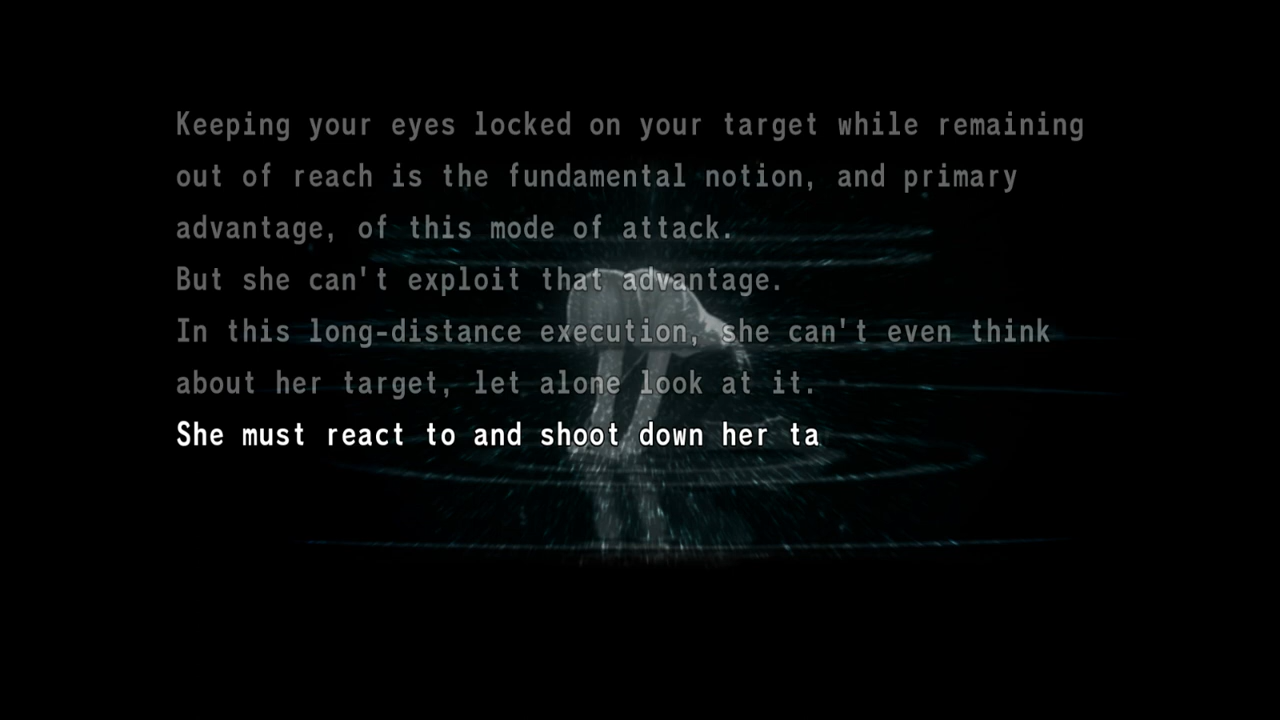 Keeping your eyes locked on your target while remaining
out of reach is the fundamental notion, and primary
advantage, of this mode of attack.
But she can't exploit that advantage.
In this long-distance execution, she can't even think
about her target, let alone look at it.
She must react to and shoot down her ta